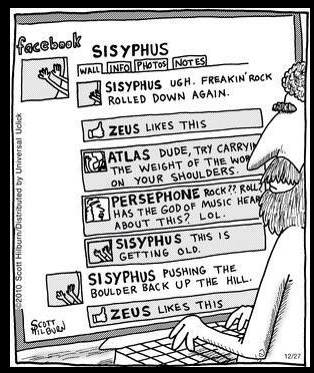 facebook
SISYPHUS
WALL INFO PHOTOS NOTES
SISYPHUS UGH. FREAKIN' ROCK
ROLLED DOWN AGAIN.
ZEUS LIKES THIS
ATLAS DUDE, TRY
THE WEIGHT OF THE
ON YOUR SHOULDERS.
PERSEPHONE ROCK??
HAS THE GOD OF MUSIC
ABOUT THIS? LOL.
SISYPHUS THIS IS
GETTING OLD.
SISYPHUS PUSHING THE
BOULDER BACK UP THE HILL.
ZEUS LIKES THIS
SCOTT
HILBURN
12/27
©2010 Scott Hilburn/Distributed by Universal Uclick